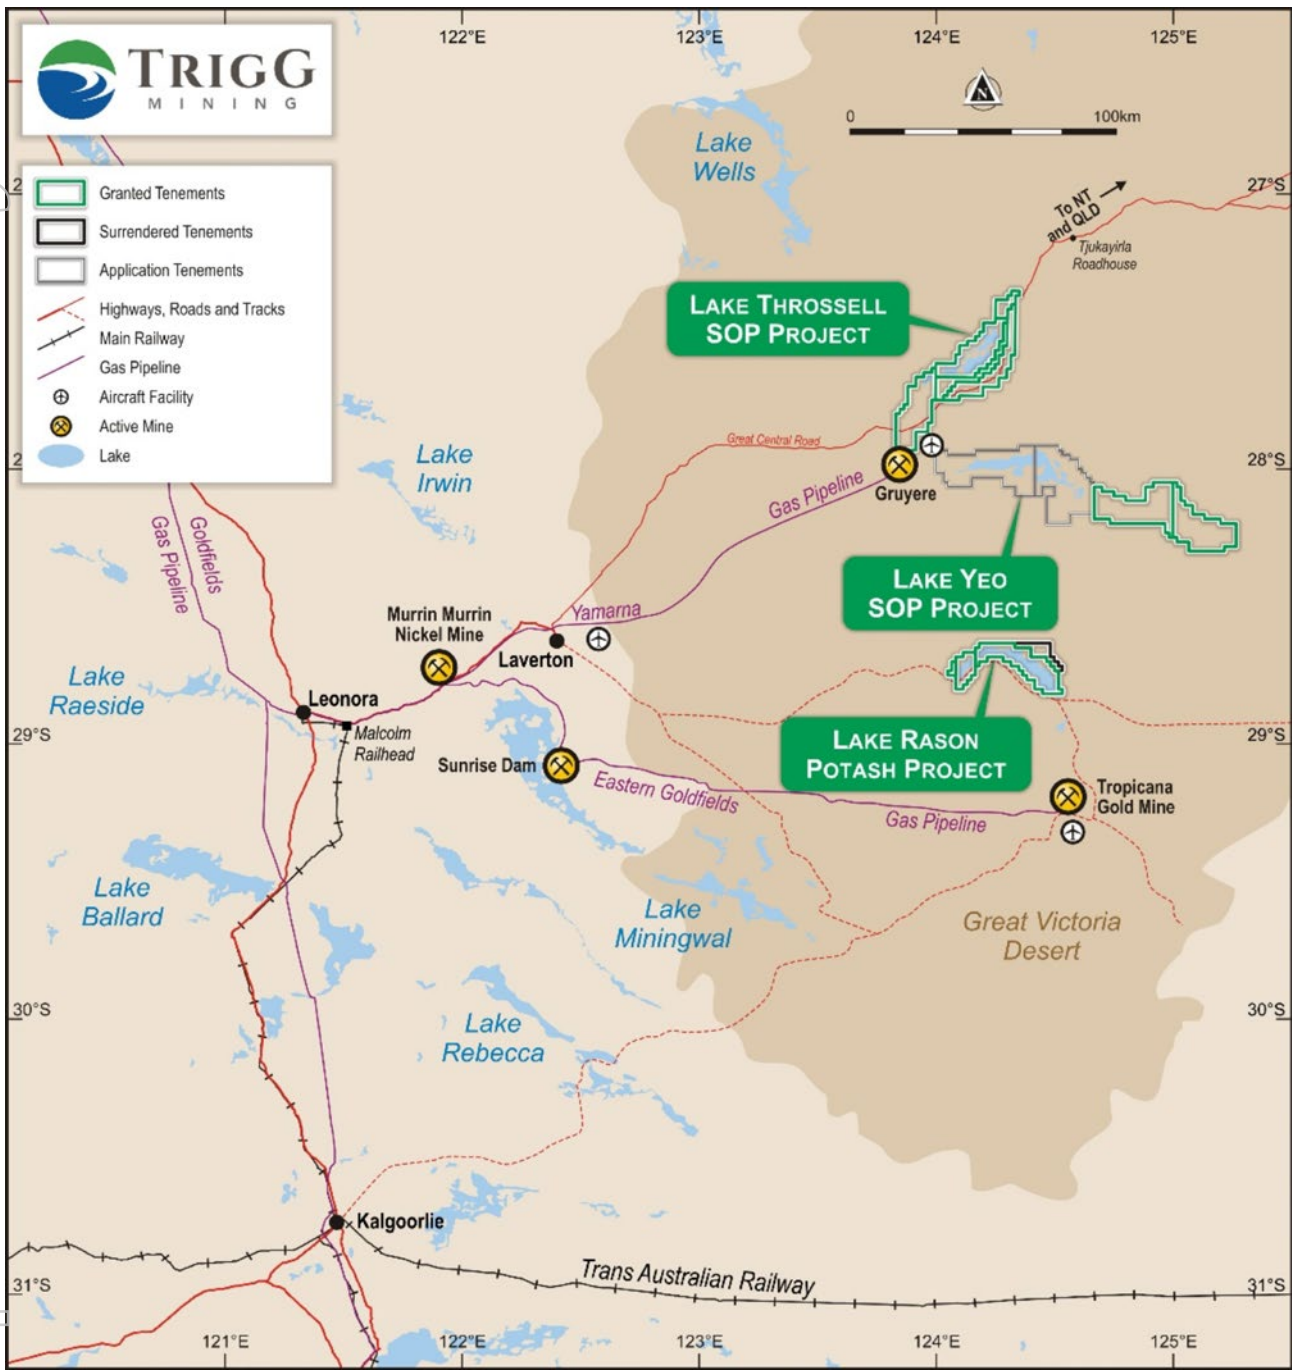 122°E
123°E
124°E
125°E
TRIGG
MINING
0
100km
Granted Tenements
Surrendered Tenements
Application Tenements
Highways, Roads and Tracks
Main Railway
Gas Pipeline
Aircraft Facility
Active Mine
Lake
Lake
Wells
27°S
To NT
and QLD
Tjukayirla
Roadhouse
LAKE THROSSELL
SOP PROJECT
Great Central Road
Lake
Irwin
28°S
Gas Pipeline
Gruyere
Goldfields
Gas Pipeline
LAKE YEO
SOP PROJECT
Murrin Murrin
Nickel Mine
Yamarna
Laverton
Lake
Raeside
Leonora
Malcolm
Railhead
29°S
29°S
LAKE RASON
POTASH PROJECT
Sunrise Dam
Eastern Goldfields
Gas Pipeline
Tropicana
Gold Mine
Lake
Ballard
Lake
Miningwal
Great Victoria
Desert
30°S
30°S
Lake
Rebecca
Kalgoorlie
Trans Australian Railway
31°S
31°S
121°E
122°E
123°E
124°E
125°E